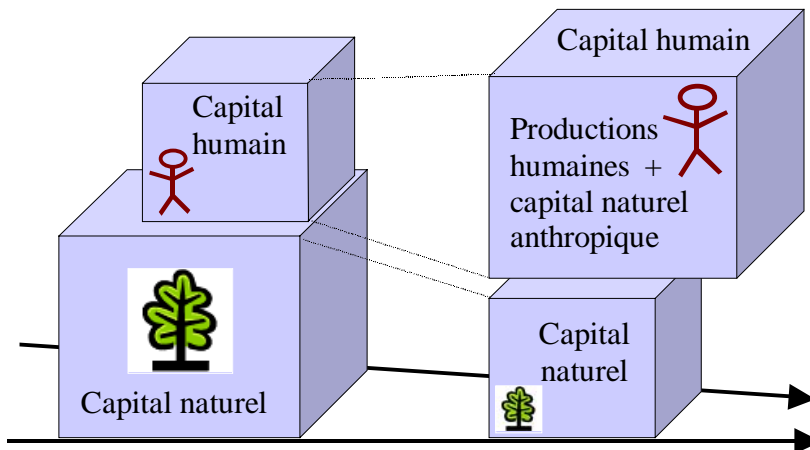 Capital
humain
Capital naturel
Capital humain
Productions
humaines +
capital naturel
anthropique
Capital
naturel